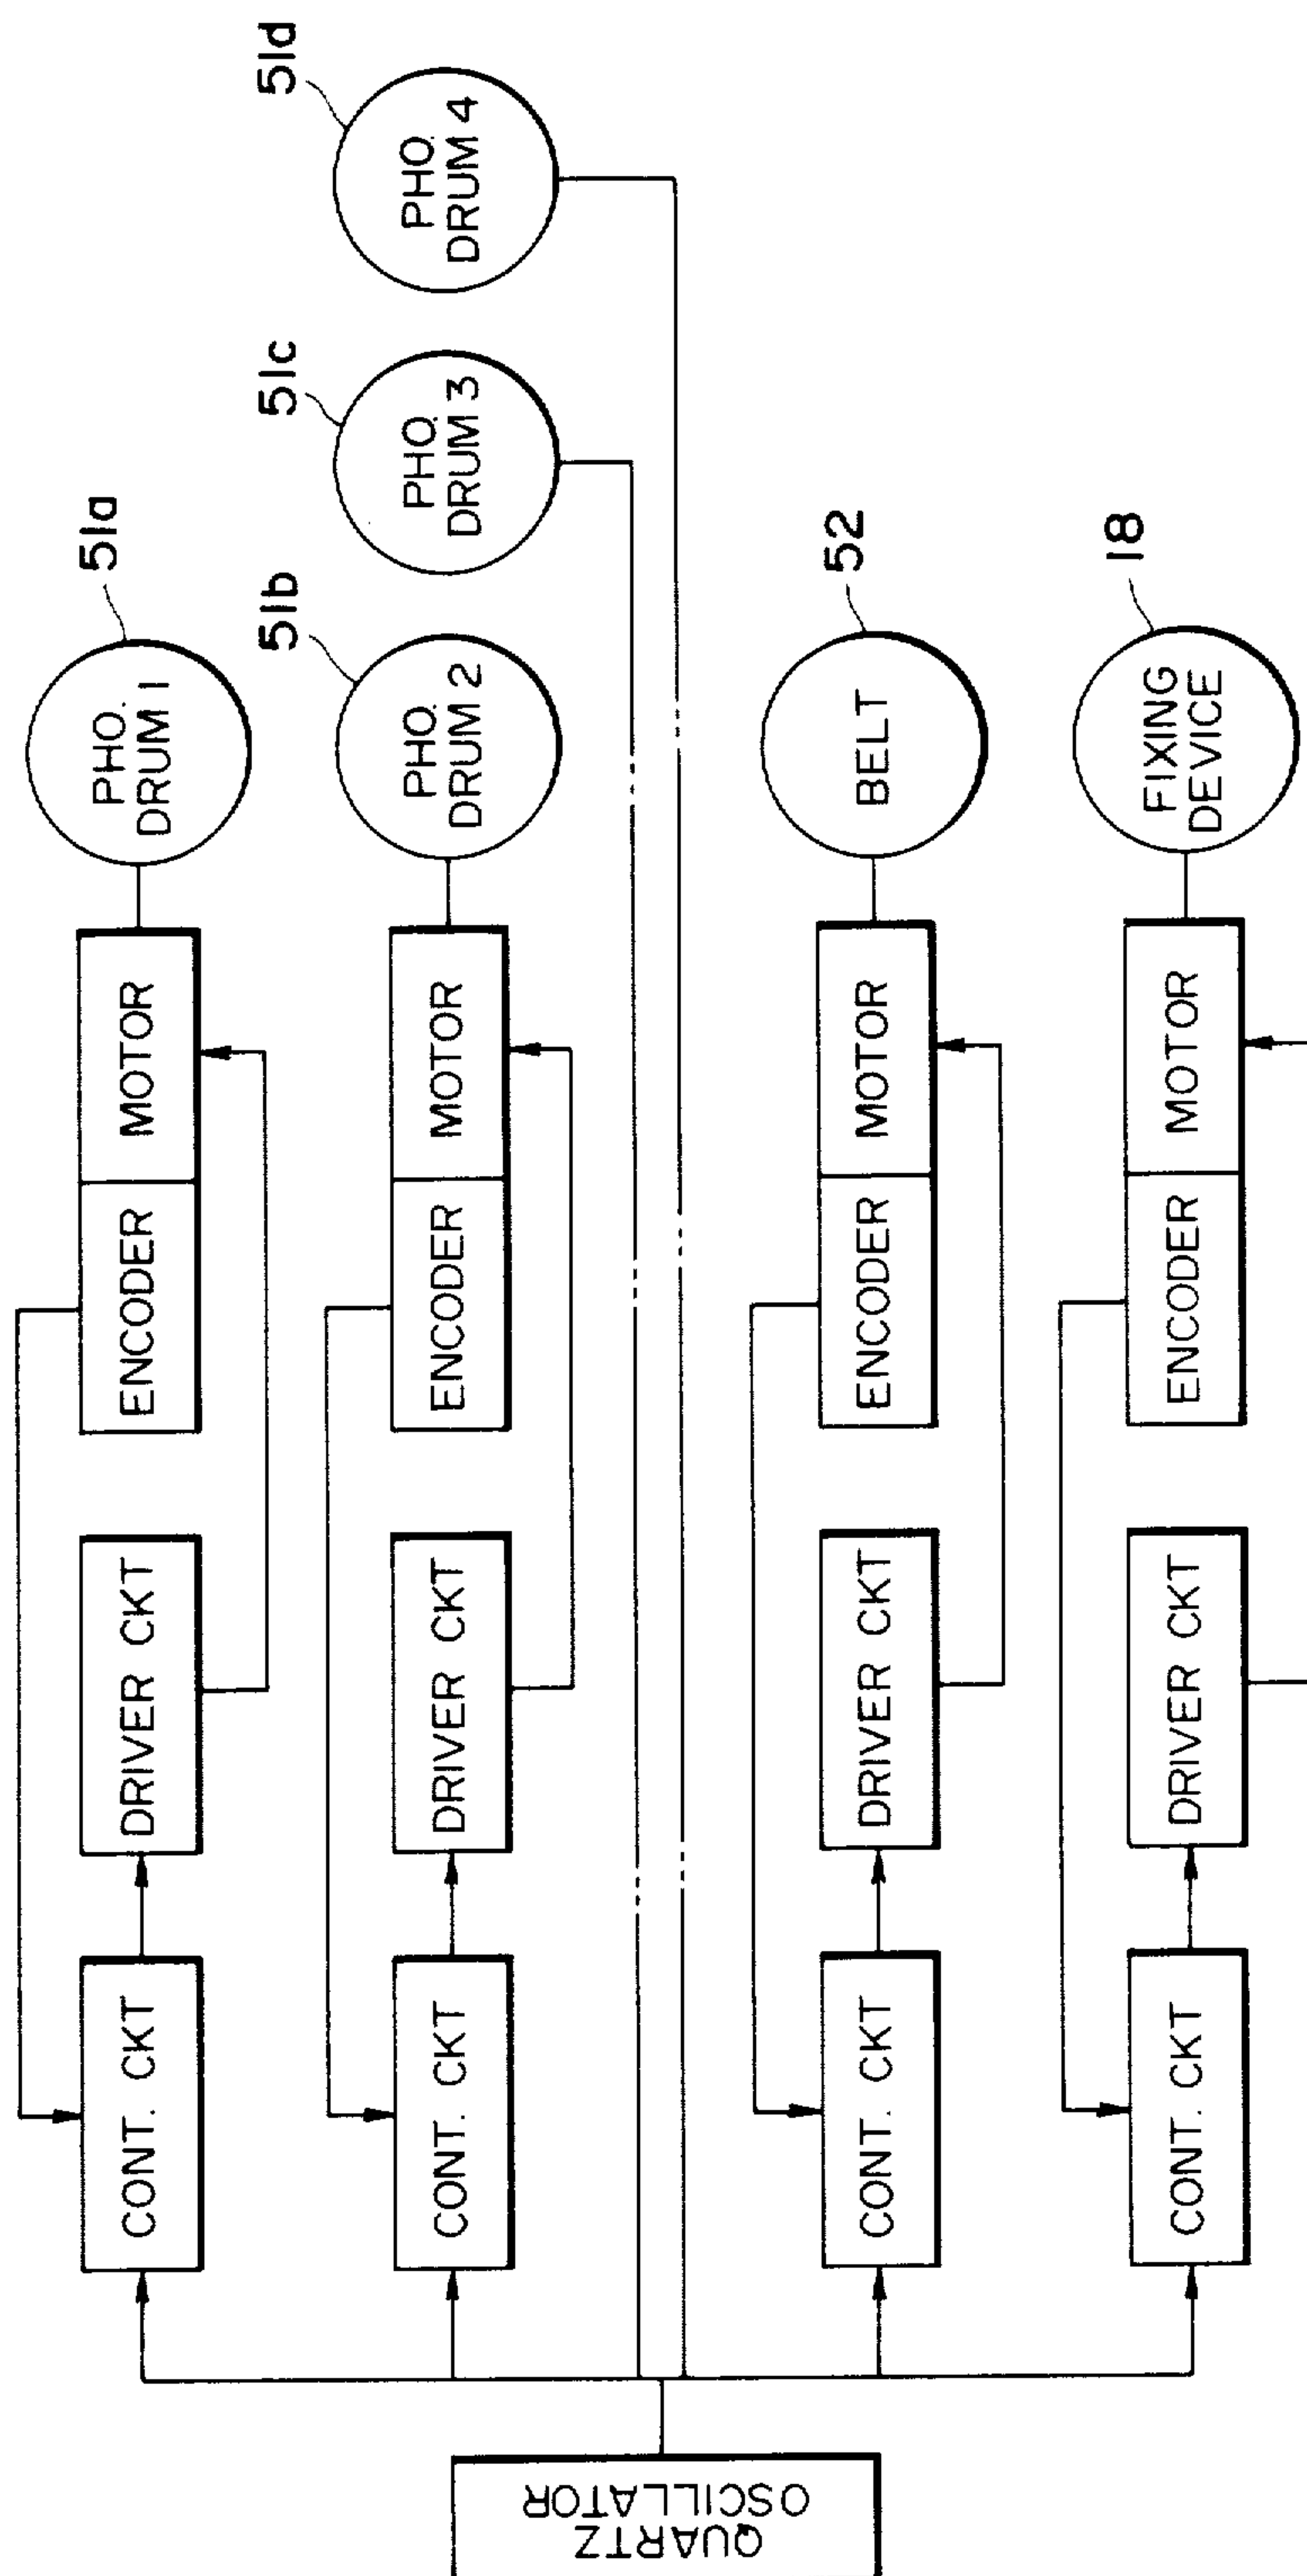 51a
PHO.
DRUM 1
MOTOR
ENCODER
DRIVER CKT
CONT. CKT
51b
PHO.
DRUM 2
MOTOR
ENCODER
DRIVER CKT
CONT. CKT
51c
PHO.
DRUM 3
51d
PHO.
DRUM 4
52
BELT
MOTOR
ENCODER
DRIVER CKT
CONT. CKT
18
FIXING
DEVICE
MOTOR
ENCODER
DRIVER CKT
CONT. CKT
QUARTZ
OSCILLATOR